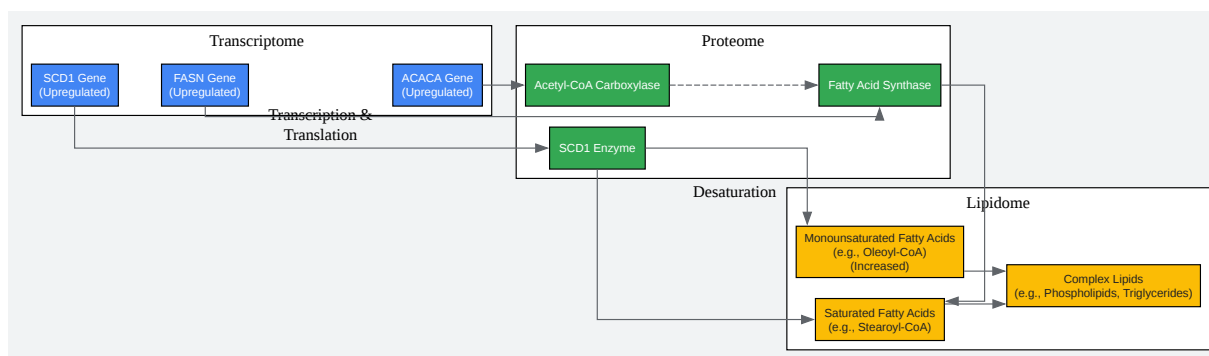 Transcriptome
SCD1 Gene
(Upregulated)
FASN Gene
(Upregulated)
ACACA Gene
(Upregulated)
Transcription &
Translation
Proteome
Acetyl-CoA Carboxylase
Fatty Acid Synthase
SCD1 Enzyme
Desaturation
Lipidome
Monounsaturated Fatty Acids
(e.g., Oleoyl-CoA)
(Increased)
Complex Lipids
(e.g., Phospholipids, Triglycerides)
Saturated Fatty Acids
(e.g., Stearoyl-CoA)